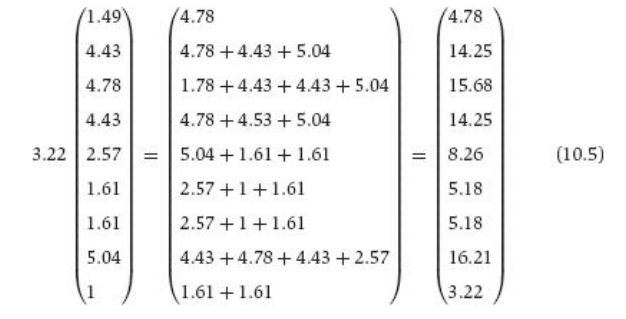 1.49 4.78 4.78
4.43 4.78 + 4.43 + 5.04 14.25
4.78 1.78 + 4.43 + 4.43 + 5.04 15.68
4.43 4.78 + 4.53 + 5.04 14.25
3.22 2.57 = 5.04 + 1.61 + 1.61 = 8.26 (10.5)
1.61 2.57 + 1 + 1.61 5.18
1.61 2.57 + 1 + 1.61 5.18
5.04 4.43 + 4.78 + 4.43 + 2.57 16.21
1 1.61 + 1.61 3.22